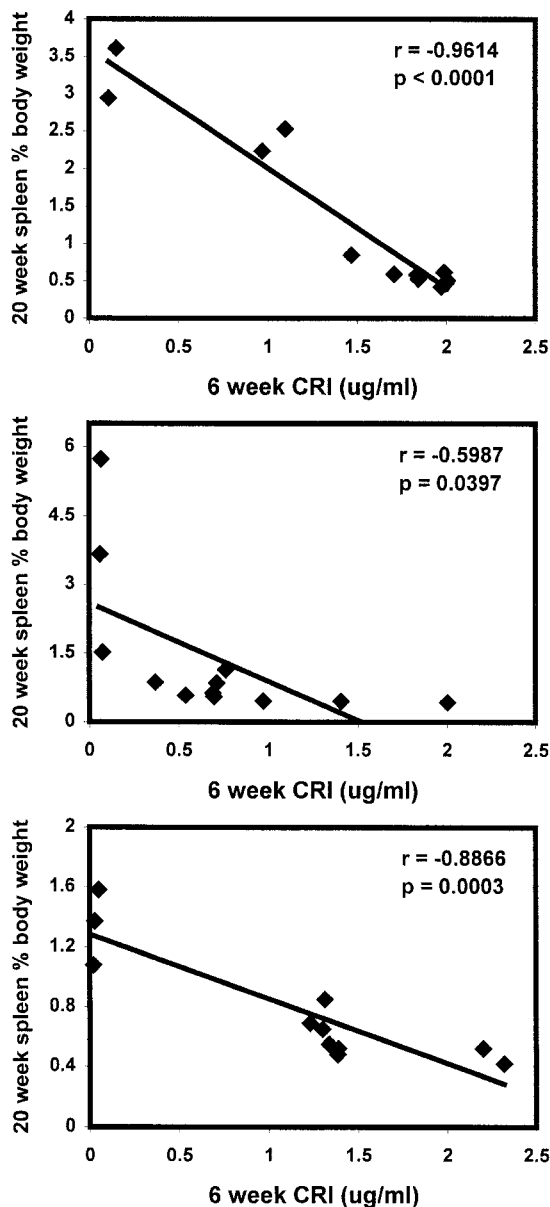 20 week spleen % body weight
4
3.5
3
2.5
2
1.5
1
0.5
0
r = -0.9614
p < 0.0001
0 0.5 1 1.5 2 2.5
6 week CRI (ug/ml)
20 week spleen % body weight
6
4.5
3
1.5
0
r = -0.5987
p = 0.0397
0 0.5 1 1.5 2 2.5
6 week CRI (ug/ml)
20 week spleen % body weight
2
1.6
1.2
0.8
0.4
0
r = -0.8866
p = 0.0003
0 0.5 1 1.5 2 2.5
6 week CRI (ug/ml)